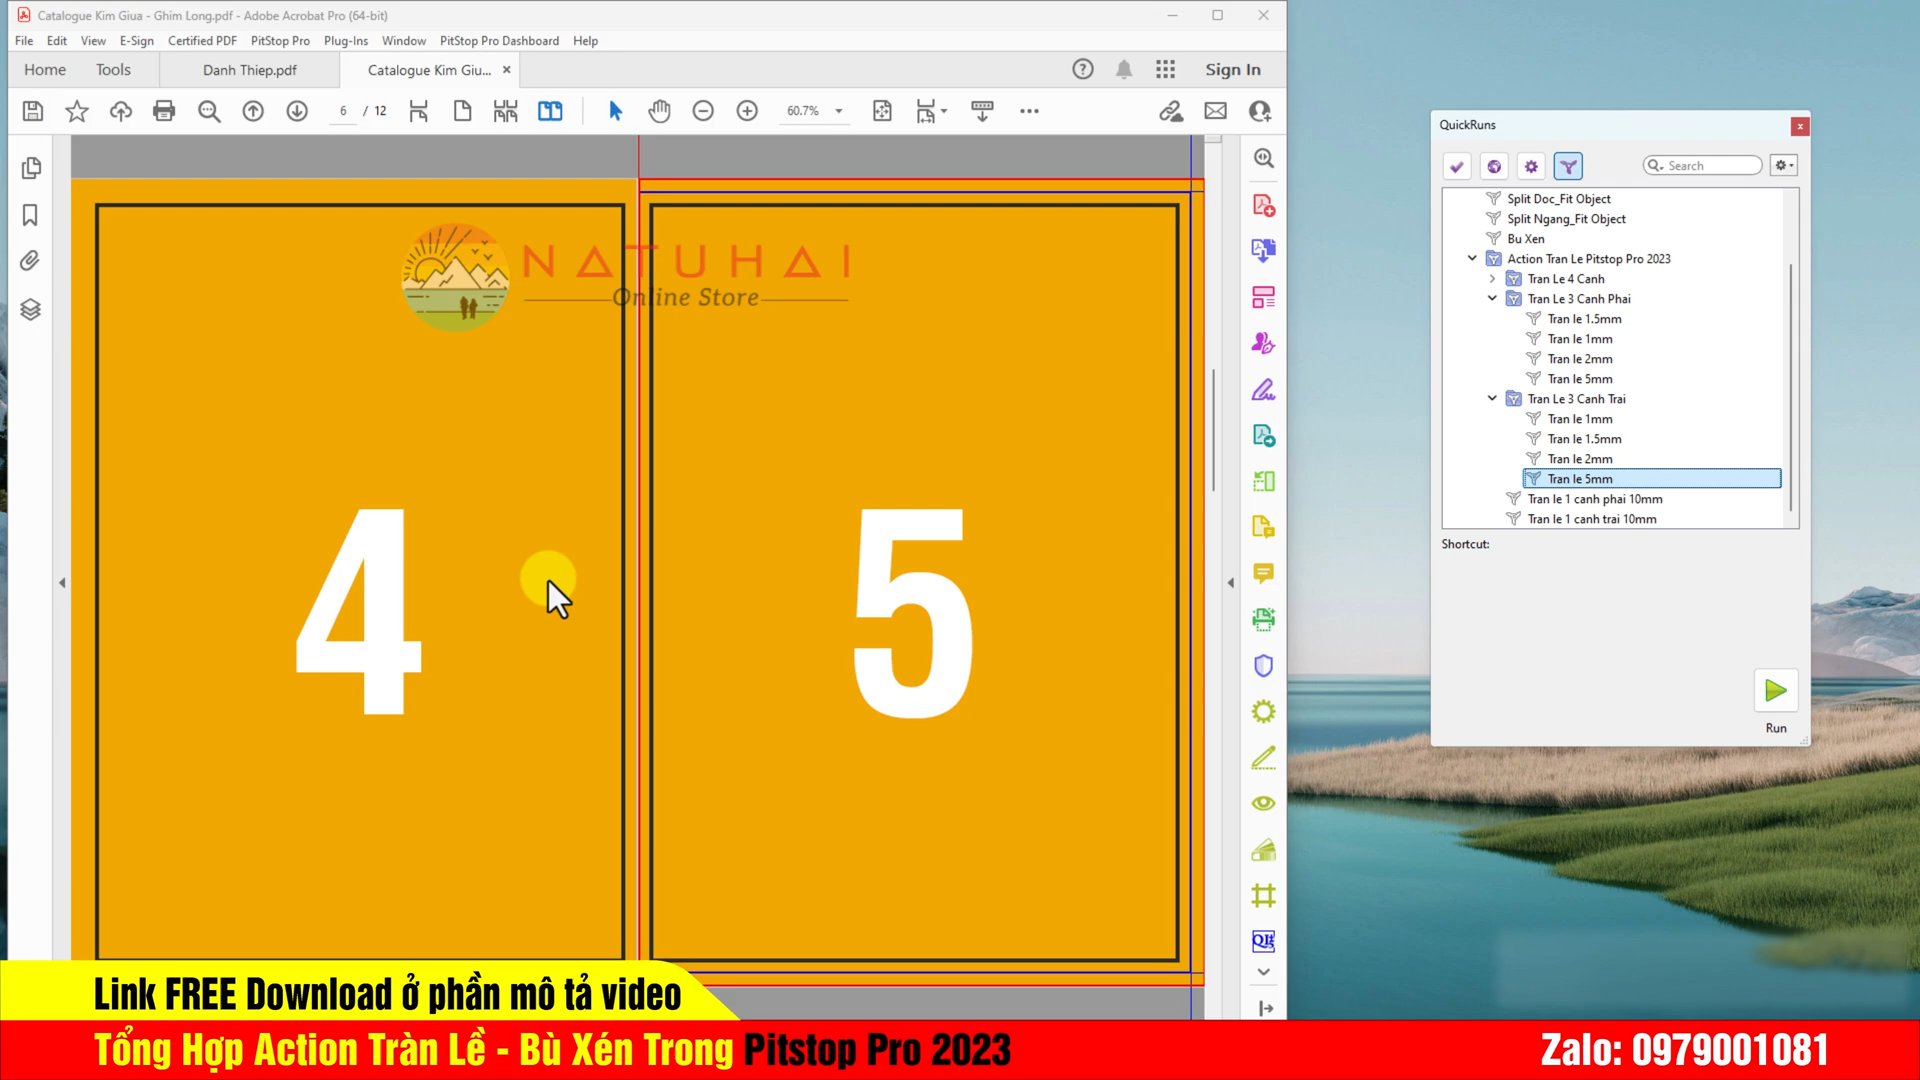 Catalogue Kim Giua - Ghim Long.pdf - Adobe Acrobat Pro (64-bit)
File Edit View E-Sign Certified PDF PitStop Pro Plug-Ins Window PitStop Pro Dashboard Help
Home Tools Danh Thiep.pdf Catalogue Kim Giu... × Sign In
6 / 12 60.7%
NATUHAI
Online Store
4
5
QuickRuns
Search
Split Doc_Fit Object
Split Ngang_Fit Object
Bu Xen
Action Tran Le Pitstop Pro 2023
Tran Le 4 Canh
Tran Le 3 Canh Phai
Tran le 1.5mm
Tran le 1mm
Tran le 2mm
Tran le 5mm
Tran Le 3 Canh Trai
Tran le 1mm
Tran le 1.5mm
Tran le 2mm
Tran le 5mm
Tran le 1 canh phai 10mm
Tran le 1 canh trai 10mm
Shortcut:
Run
Link FREE Download ở phần mô tả video
Tổng Hợp Action Tràn Lề - Bù Xén Trong Pitstop Pro 2023
Zalo: 0979001081